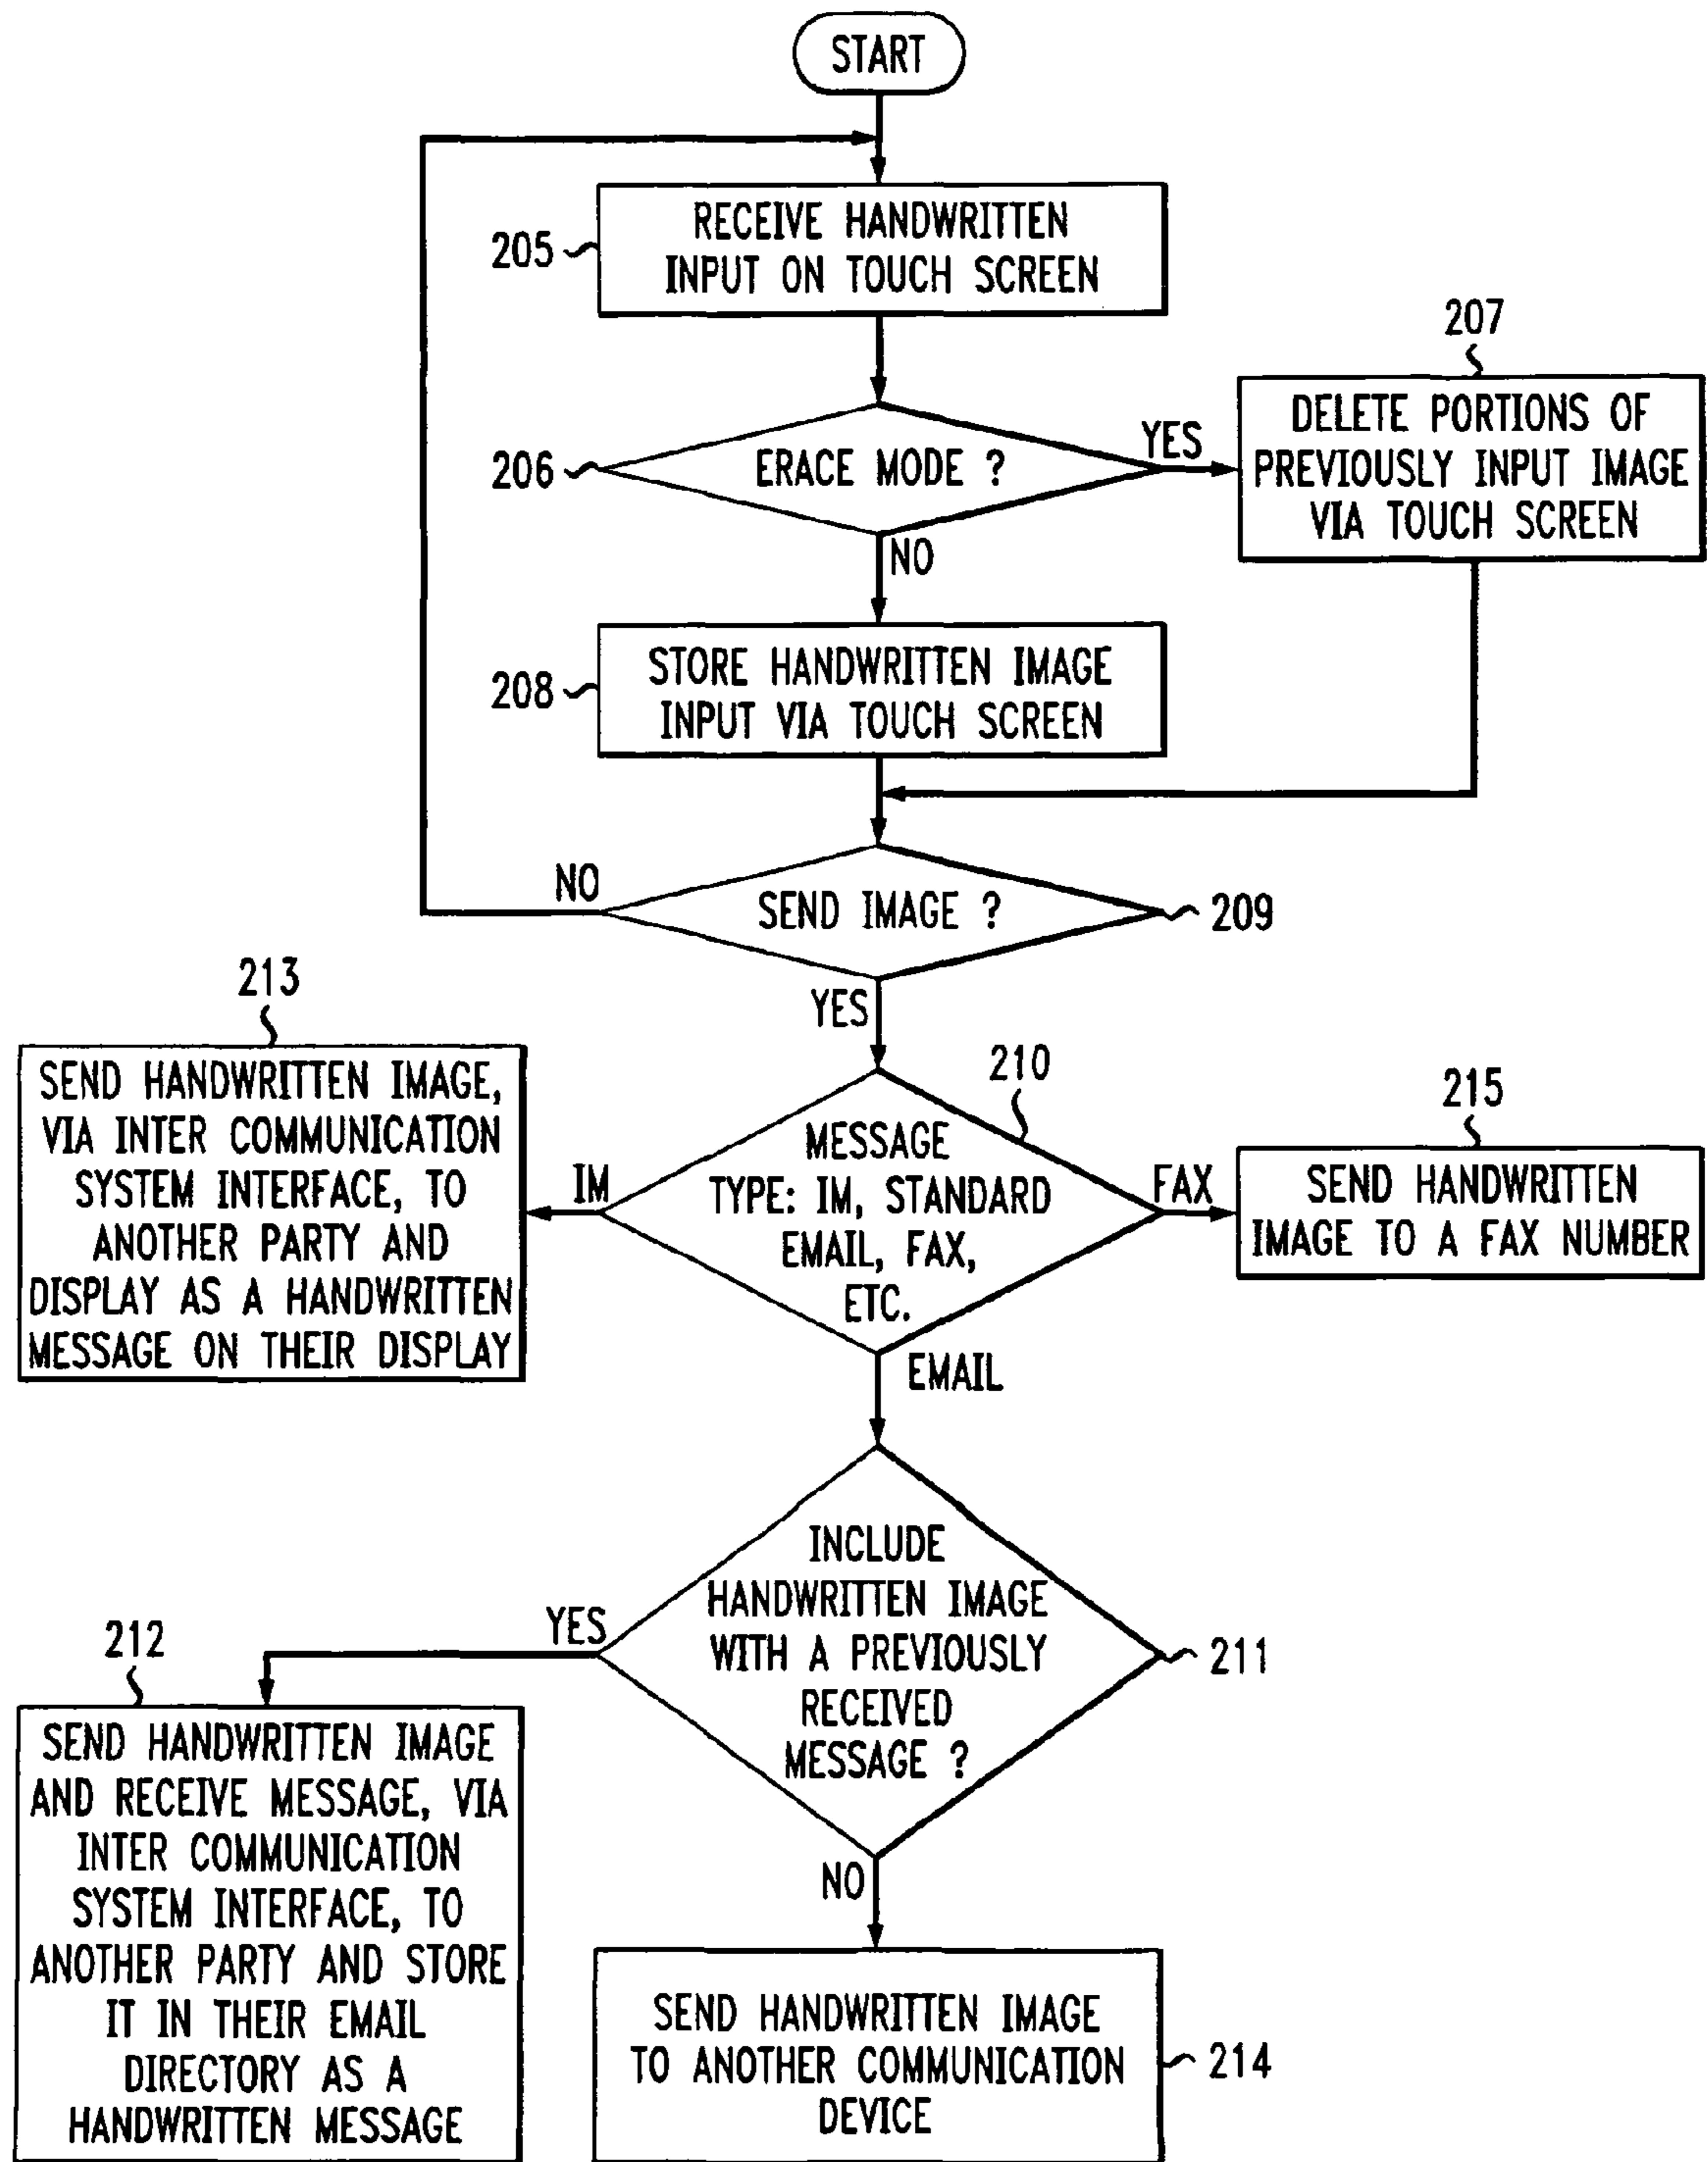 START
RECEIVE HANDWRITTEN
INPUT ON TOUCH SCREEN
205
207
DELETE PORTIONS OF
PREVIOUSLY INPUT IMAGE
VIA TOUCH SCREEN
YES
206
ERACE MODE ?
NO
STORE HANDWRITTEN IMAGE
INPUT VIA TOUCH SCREEN
208
NO
SEND IMAGE ?
209
YES
213
SEND HANDWRITTEN IMAGE,
VIA INTER COMMUNICATION
SYSTEM INTERFACE, TO
ANOTHER PARTY AND
DISPLAY AS A HANDWRITTEN
MESSAGE ON THEIR DISPLAY
IM
210
MESSAGE
TYPE: IM, STANDARD
EMAIL, FAX,
ETC.
FAX
215
SEND HANDWRITTEN
IMAGE TO A FAX NUMBER
EMAIL
INCLUDE
HANDWRITTEN IMAGE
WITH A PREVIOUSLY
RECEIVED
MESSAGE ?
211
YES
212
SEND HANDWRITTEN IMAGE
AND RECEIVE MESSAGE, VIA
INTER COMMUNICATION
SYSTEM INTERFACE, TO
ANOTHER PARTY AND STORE
IT IN THEIR EMAIL
DIRECTORY AS A
HANDWRITTEN MESSAGE
NO
SEND HANDWRITTEN IMAGE
TO ANOTHER COMMUNICATION
DEVICE
214